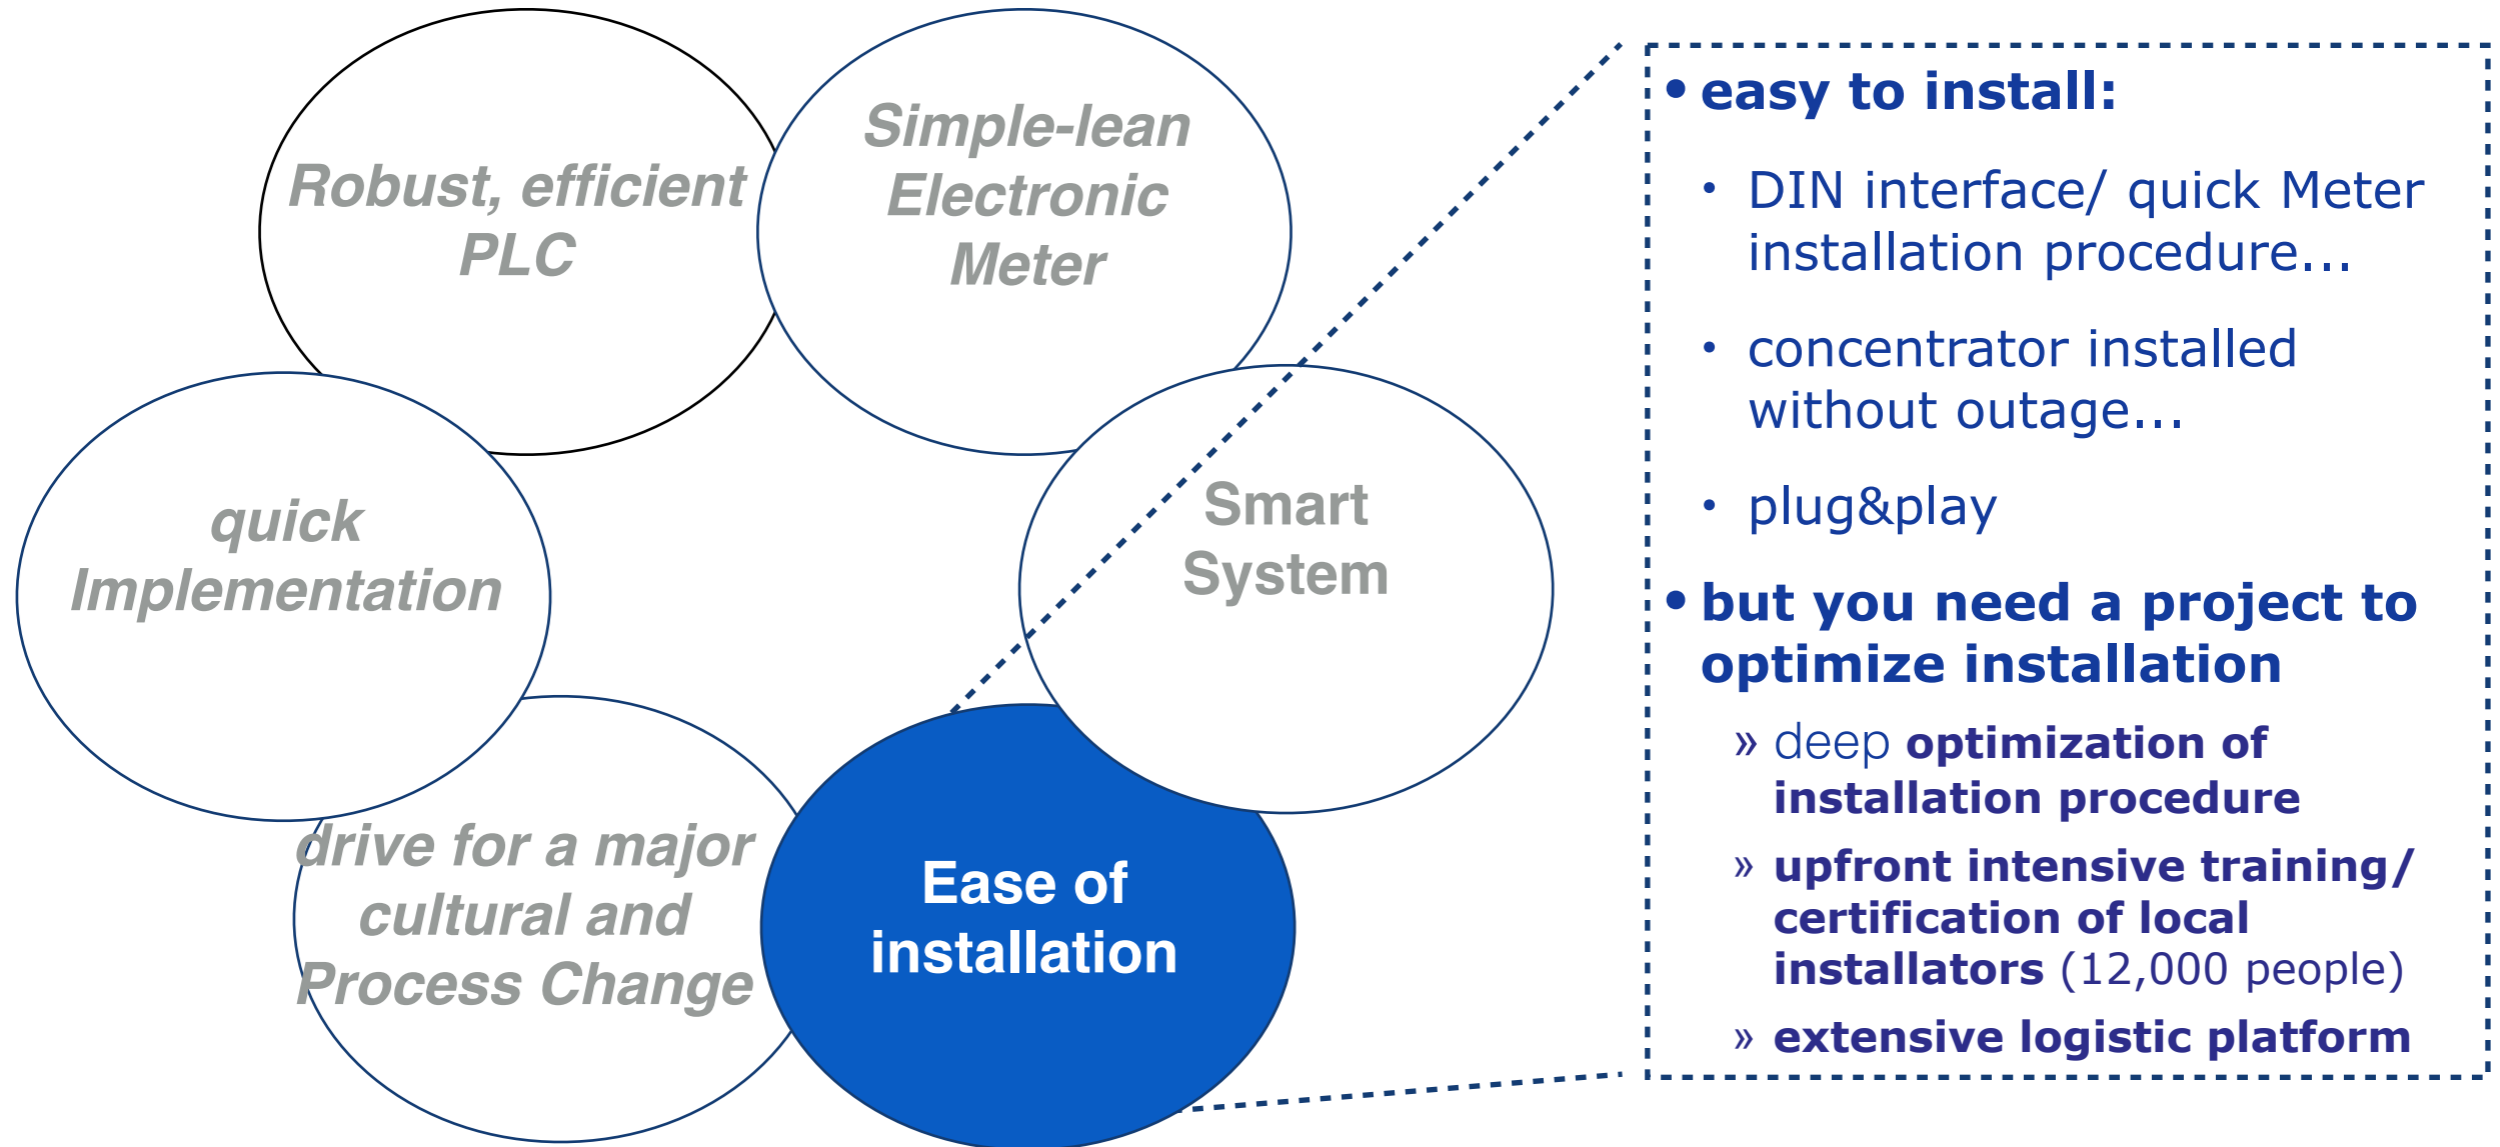 Robust, efficient
PLC
Simple-lean
Electronic
Meter
quick
Implementation
Smart
System
drive for a major
cultural and
Process Change
Ease of
installation
• easy to install:
• DIN interface/ quick Meter
installation procedure...
• concentrator installed
without outage...
• plug&play
• but you need a project to
optimize installation
» deep optimization of
installation procedure
» upfront intensive training/
certification of local
installators (12,000 people)
» extensive logistic platform